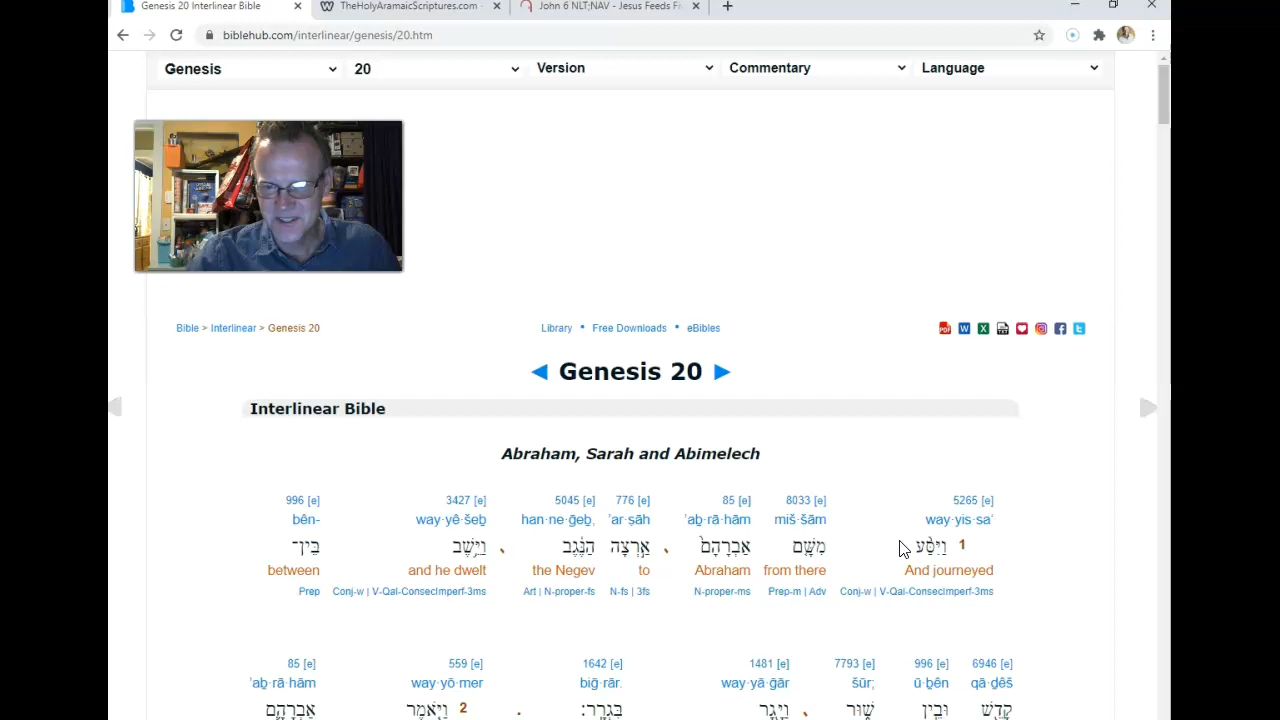 Genesis 20 Interlinear Bible
TheHolyAramaicScriptures.com -
John 6 NLT;NAV - Jesus Feeds Fi
biblehub.com/interlinear/genesis/20.htm
Genesis 20 Version Commentary Language
Bible > Interlinear > Genesis 20 Library • Free Downloads • eBibles
◄ Genesis 20 ►
Interlinear Bible
Abraham, Sarah and Abimelech
996 [e] 3427 [e] 5045 [e] 776 [e] 85 [e] 8033 [e] 5265 [e]
bên- way·yê·šeḇ han·ne·ḡeḇ, ’ar·ṣāh ’aḇ·rā·hām miš·šām way·yis·sa‘
1 וַיִּסַּ֨ע מִשָּׁ֤ם אַבְרָהָם֙ 、 אַ֣רְצָה הַנֶּ֔גֶב 、 וַיֵּ֥שֶׁב בֵּין־
between and he dwelt the Negev to Abraham from there And journeyed
Prep Conj-w | V-Qal-ConsecImperf-3ms Art | N-proper-fs N-fs | 3fs N-proper-ms Prep-m | Adv Conj-w | V-Qal-ConsecImperf-3ms
85 [e] 559 [e] 1642 [e] 1481 [e] 7793 [e] 996 [e] 6946 [e]
’aḇ·rā·hām way·yō·mer biḡ·rār. way·yā·ḡār šūr; ū·ḇên qā·ḏêš
קָדֵ֖שׁ וּבֵ֣ין שׁ֑וּר 、 וַיָּ֖גָר בִּגְרָֽר׃ . 2 וַיֹּ֧אמֶר אַבְרָהָ֛ם